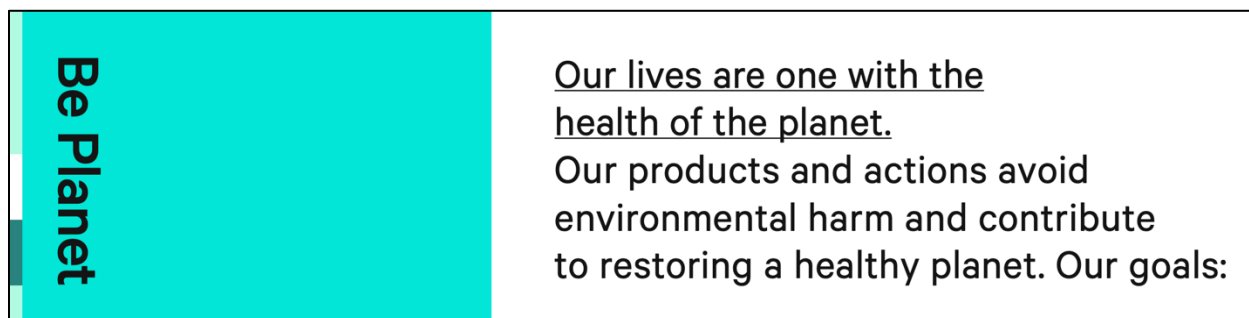 Be Planet
Our lives are one with the
health of the planet.
Our products and actions avoid
environmental harm and contribute
to restoring a healthy planet. Our goals: